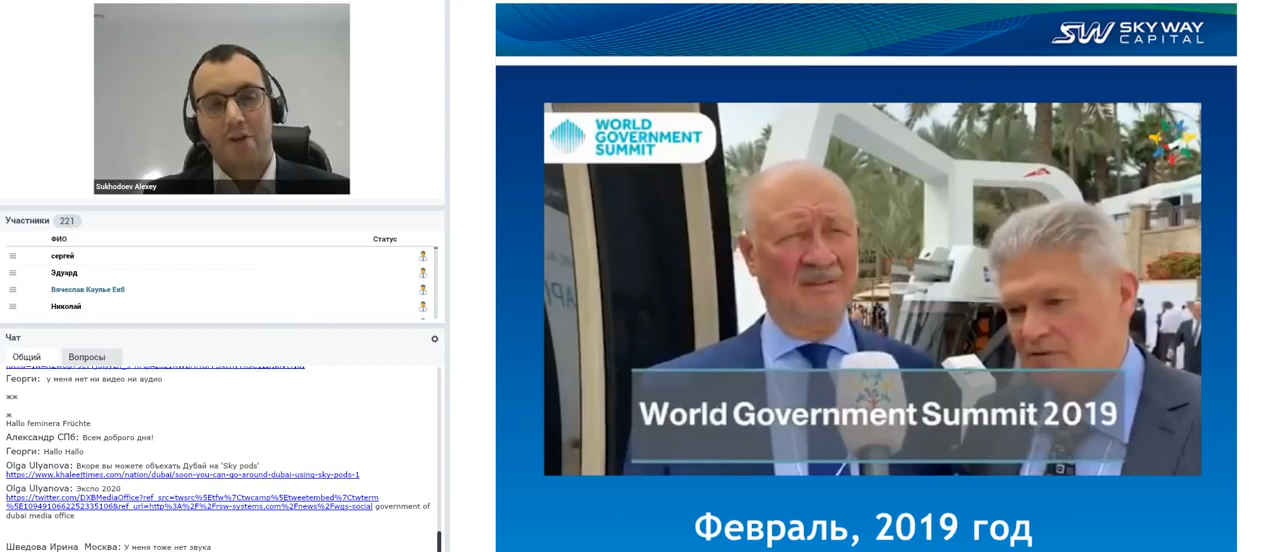 Sukhodoev Alexey
Участники 221
ФИО Статус
сергей
Эдуард
Вячеслав Каулье Екб
Николай
Чат
Общий Вопросы
Георги: у меня нет ни видео ни аудио
жж
ж
Hallo feminera Früchte
Александр СПб: Всем доброго дня!
Георги: Hallo Hallo
Olga Ulyanova: Вкоре вы можете объехать Дубай на 'Sky pods'
https://www.khaleejtimes.com/nation/dubai/soon-you-can-go-around-dubai-using-sky-pods-1
Olga Ulyanova: Экспо 2020
https://twitter.com/DXBMediaOffice?ref_src=twsrc%5Etfw%7Ctwcamp%5Etweetembed%7Ctwterm
%5E1094910662252335106&ref_url=http%3A%2F%2Frsw-systems.com%2Fnews%2Fwgs-social government of
dubai media office
Шведова Ирина Москва: У меня тоже нет звука
SW SKY WAY
CAPITAL
WORLD
GOVERNMENT
SUMMIT
World Government Summit 2019
Февраль, 2019 год